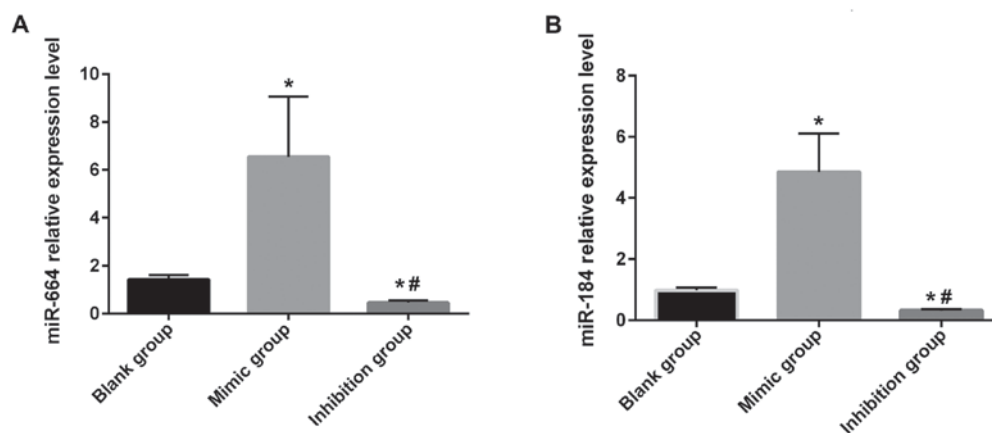 A
miR-664 relative expression level
10
8
6
4
2
0
*
*#
Blank group
Mimic group
Inhibition group
B
miR-184 relative expression level
8
6
4
2
0
*
*#
Blank group
Mimic group
Inhibition group